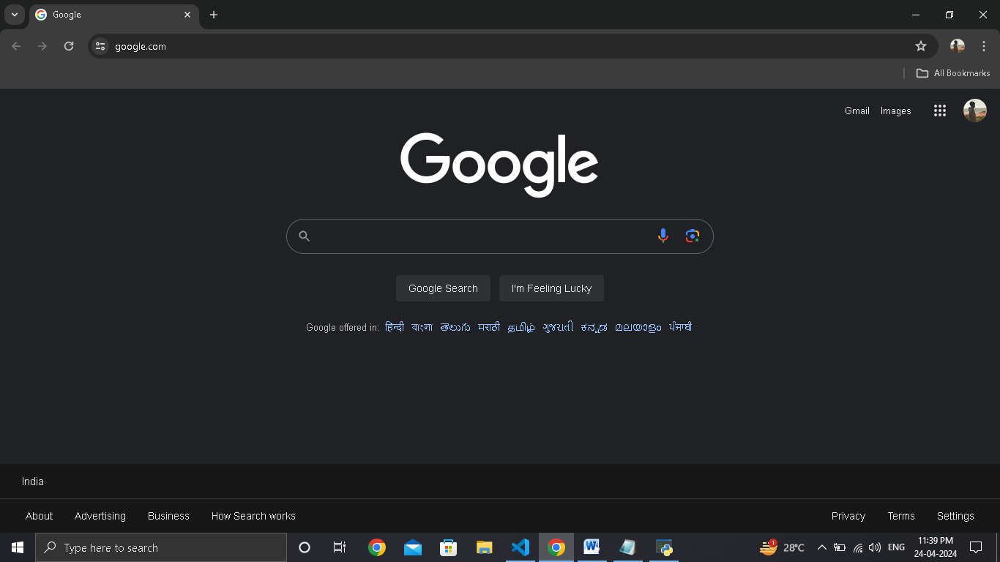 Google
google.com
All Bookmarks
Gmail Images
Google
Google Search I'm Feeling Lucky
Google offered in: हिन्दी বাংলা తెలుగు मराठी தமிழ் ગુજરાતી ಕನ್ನಡ മലയാളം ਪੰਜਾਬੀ
India
About Advertising Business How Search works Privacy Terms Settings
Type here to search 1 28°C ENG 11:39 PM
24-04-2024